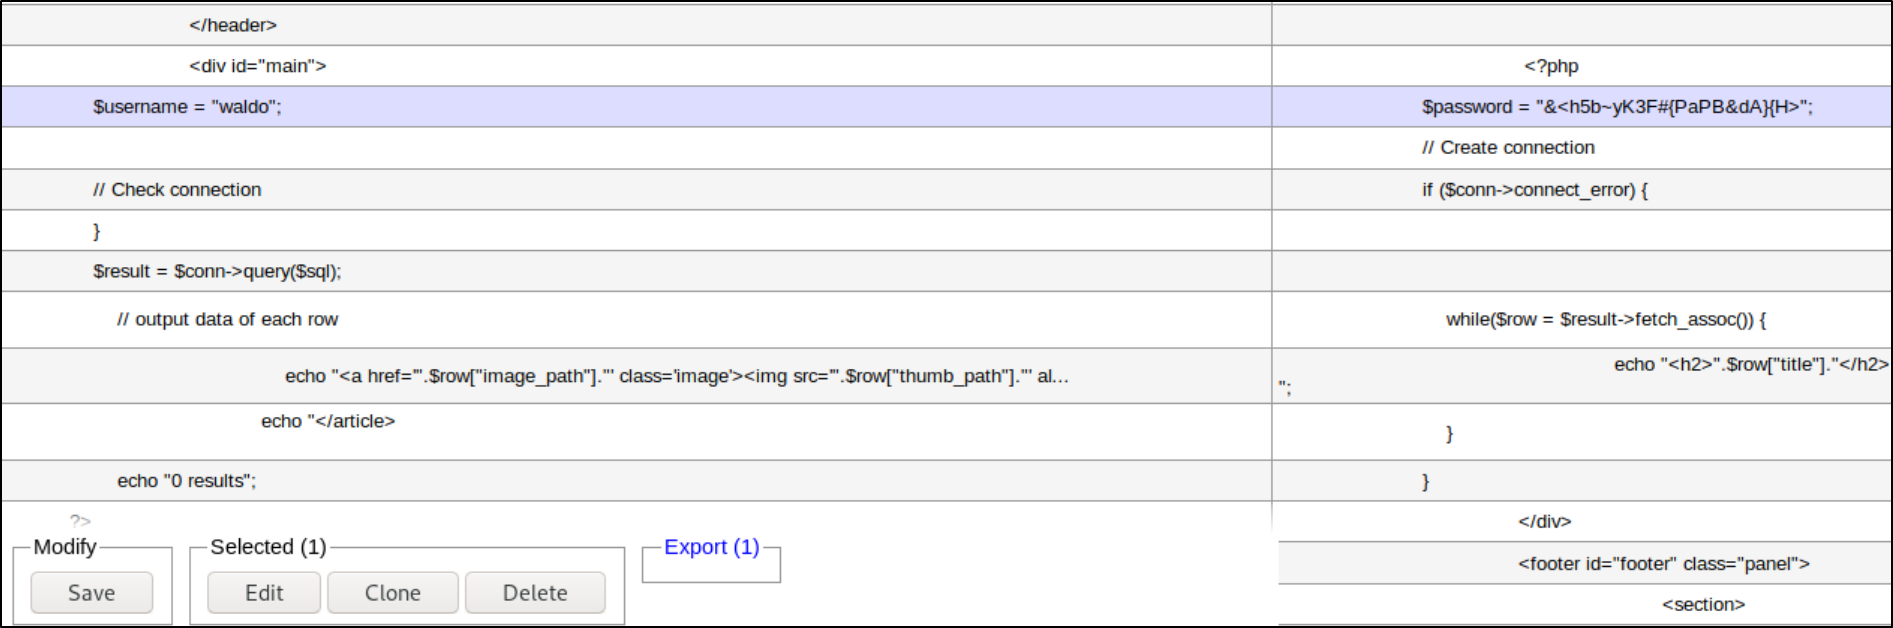 </header>
<div id="main">
<?php
$username = "waldo";
$password = "&<h5b~yK3F#{PaPB&dA}{H>";
// Create connection
// Check connection
if ($conn->connect_error) {
}
$result = $conn->query($sql);
// output data of each row
while($row = $result->fetch_assoc()) {
echo "<a href='".$row["image_path"]."' class='image'><img src='".$row["thumb_path"]."' al...
echo "<h2>".$row["title"]."</h2>
";
echo "</article>
}
echo "0 results";
}
?>
</div>
<footer id="footer" class="panel">
<section>
Modify
Save
Selected (1)
Edit
Clone
Delete
Export (1)